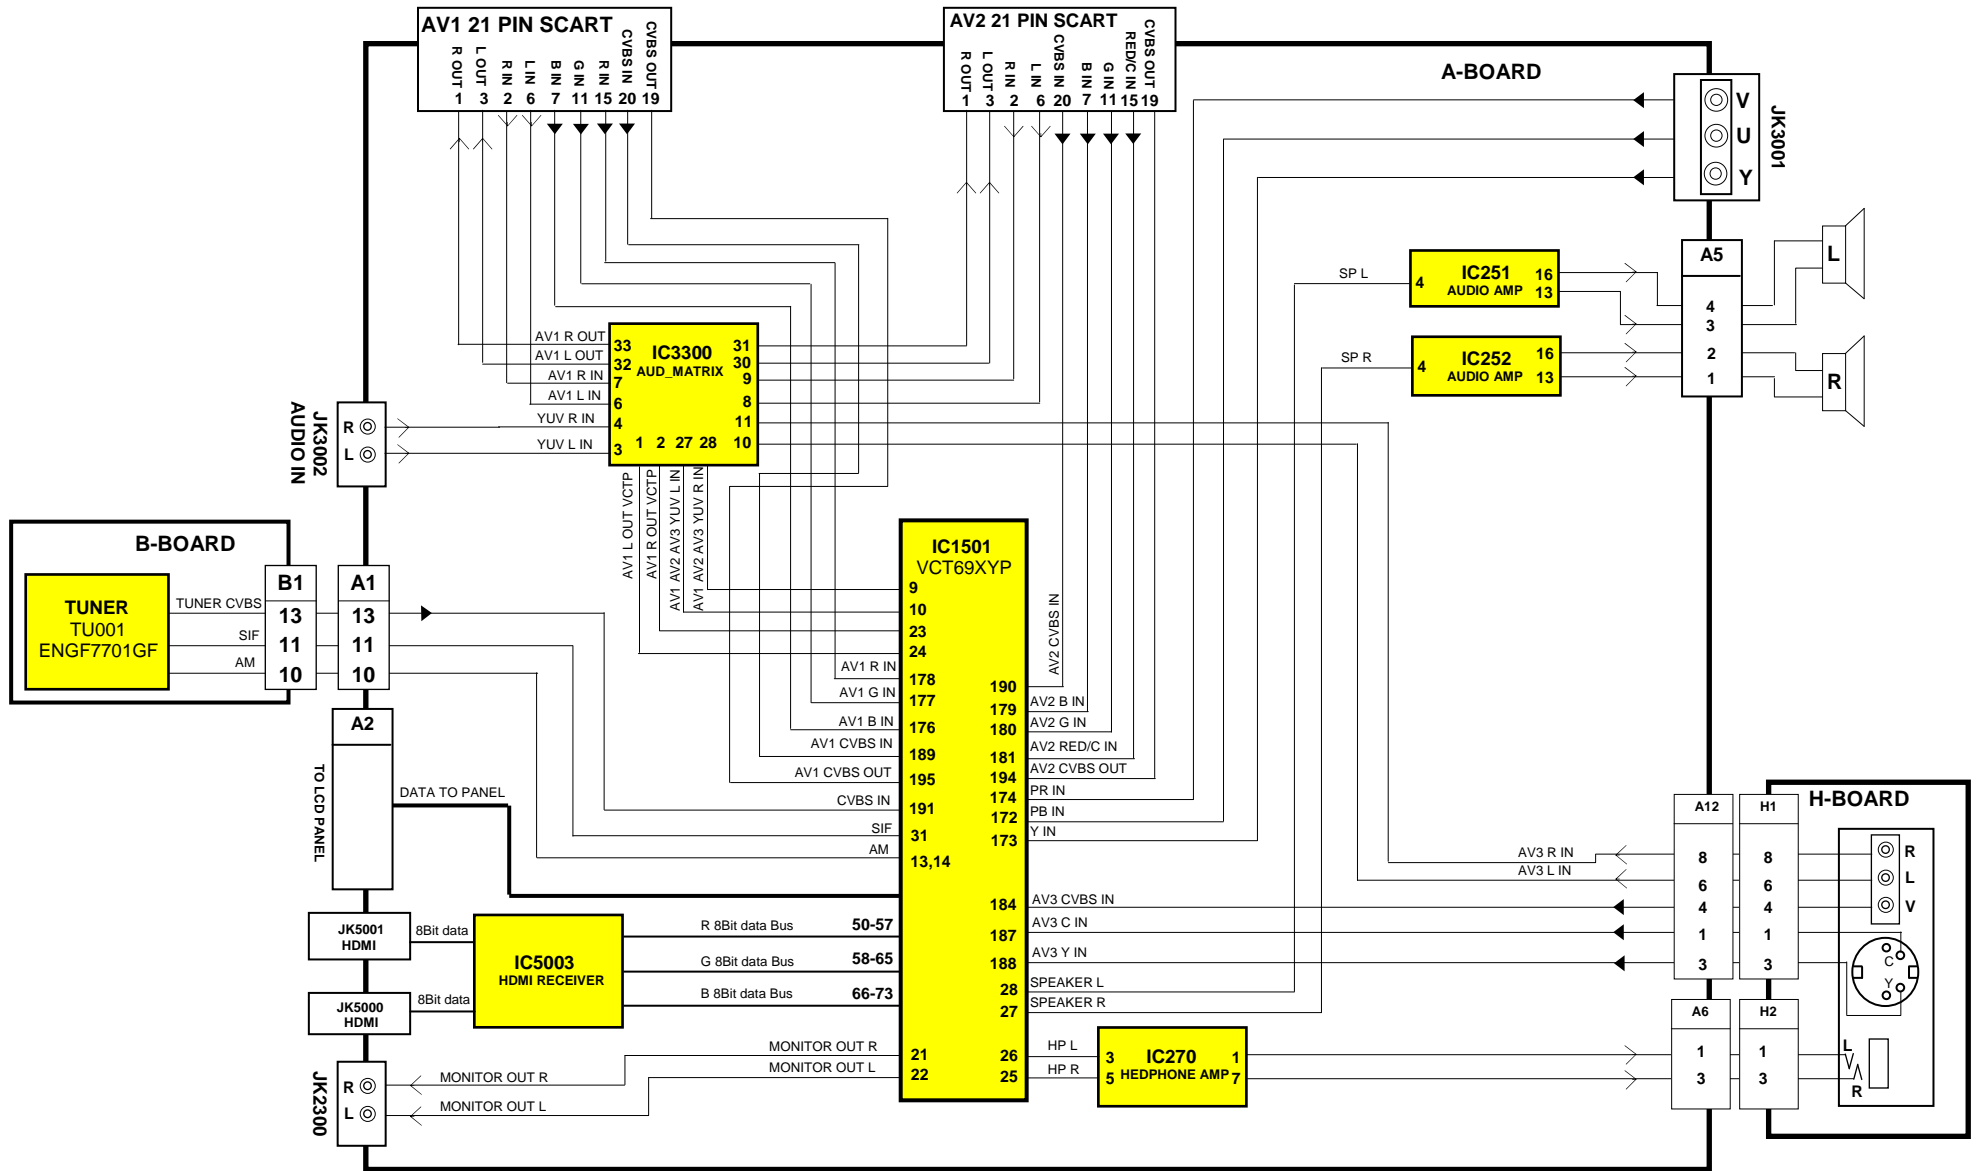 AV1 21 PIN SCART
R OUT
L OUT
R IN
L IN
B IN
G IN
R IN
CVBS IN
CVBS OUT
1 3 2 6 7 11 15 20 19
AV2 21 PIN SCART
R OUT
L OUT
R IN
L IN
CVBS IN
B IN
G IN
RED/C IN
CVBS OUT
1 3 2 6 20 7 11 15 19
A-BOARD
V
U
Y
JK3001
A5
4
3
2
1
L
R
SP L
4
IC251
AUDIO AMP
16
13
SP R
4
IC252
AUDIO AMP
16
13
AV1 R OUT
AV1 L OUT
AV1 R IN
AV1 L IN
YUV R IN
YUV L IN
33
32
7
6
4
3
IC3300
AUD_MATRIX
31
30
9
8
11
10
1 2 27 28
JK3002
AUDIO IN
R
L
AV1 L OUT VCTP
AV1 R OUT VCTP
AV1 AV2 AV3 YUV L IN
AV1 AV2 AV3 YUV R IN
B-BOARD
TUNER
TU001
ENGF7701GF
TUNER CVBS
SIF
AM
B1
13
11
10
A1
13
11
10
A2
TO LCD PANEL
DATA TO PANEL
IC1501
VCT69XYP
9
10
23
24
AV1 R IN
178
AV1 G IN
177
AV1 B IN
176
AV1 CVBS IN
189
AV1 CVBS OUT
195
CVBS IN
191
SIF
31
AM
13,14
AV2 CVBS IN
190
179
AV2 B IN
180
AV2 G IN
181
AV2 RED/C IN
194
AV2 CVBS OUT
174
PR IN
172
PB IN
173
Y IN
184
AV3 CVBS IN
187
AV3 C IN
188
AV3 Y IN
28
SPEAKER L
27
SPEAKER R
AV3 R IN
AV3 L IN
A12
8
6
4
1
3
H1
8
6
4
1
3
H-BOARD
R
L
V
C
Y
A6
1
3
H2
1
3
L
R
JK5001
HDMI
8Bit data
JK5000
HDMI
8Bit data
IC5003
HDMI RECEIVER
R 8Bit data Bus
50-57
G 8Bit data Bus
58-65
B 8Bit data Bus
66-73
MONITOR OUT R
21
MONITOR OUT L
22
MONITOR OUT R
MONITOR OUT L
JK2300
R
L
26
HP L
25
HP R
3
5
IC270
HEDPHONE AMP
1
7